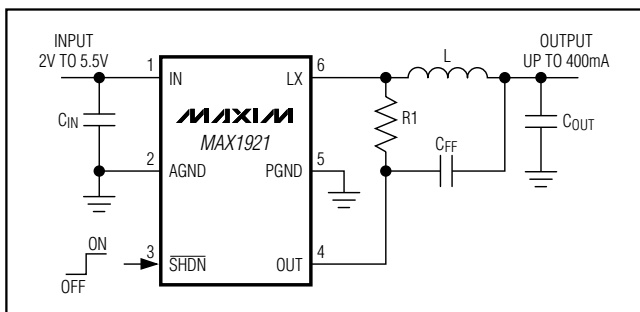 INPUT
2V TO 5.5V
1
IN
CIN
2
AGND
3
SHDN
ON
OFF
MAXIM
MAX1921
6
LX
5
PGND
4
OUT
L
R1
CFF
OUTPUT
UP TO 400mA
COUT